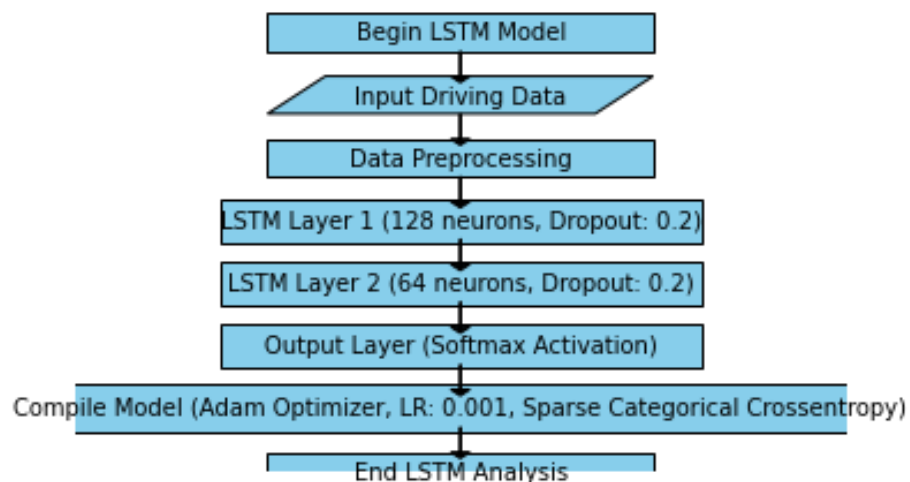 Begin LSTM Model
Input Driving Data
Data Preprocessing
LSTM Layer 1 (128 neurons, Dropout: 0.2)
LSTM Layer 2 (64 neurons, Dropout: 0.2)
Output Layer (Softmax Activation)
Compile Model (Adam Optimizer, LR: 0.001, Sparse Categorical Crossentropy)
End LSTM Analysis